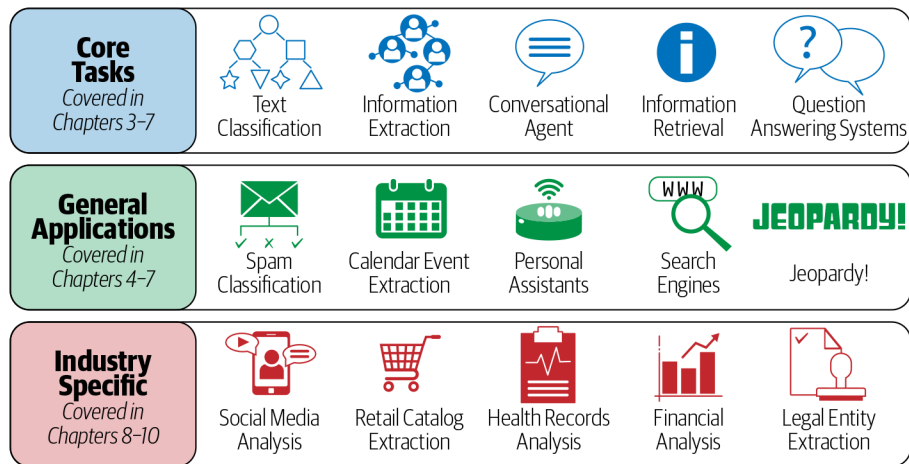 Core
Tasks
Covered in
Chapters 3–7
Text
Classification
Information
Extraction
Conversational
Agent
Information
Retrieval
?
Question
Answering Systems
General
Applications
Covered in
Chapters 4–7
Spam
Classification
Calendar Event
Extraction
Personal
Assistants
WWW
Search
Engines
JEOPARDY!
Jeopardy!
Industry
Specific
Covered in
Chapters 8–10
Social Media
Analysis
Retail Catalog
Extraction
Health Records
Analysis
Financial
Analysis
Legal Entity
Extraction